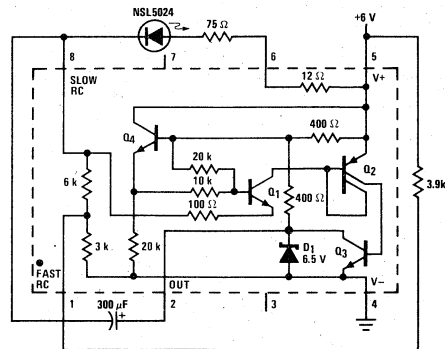 NSL5024
75 Ω
+6 V
8
7
6
5
SLOW
RC
12 Ω
V+
Q4
400 Ω
20 k
Q2
3.9k
6 k
10 k
Q1
100 Ω
400 Ω
3 k
20 k
D1
6.5 V
Q3
FAST
RC
OUT
V−
1
300 μF
+
2
3
4